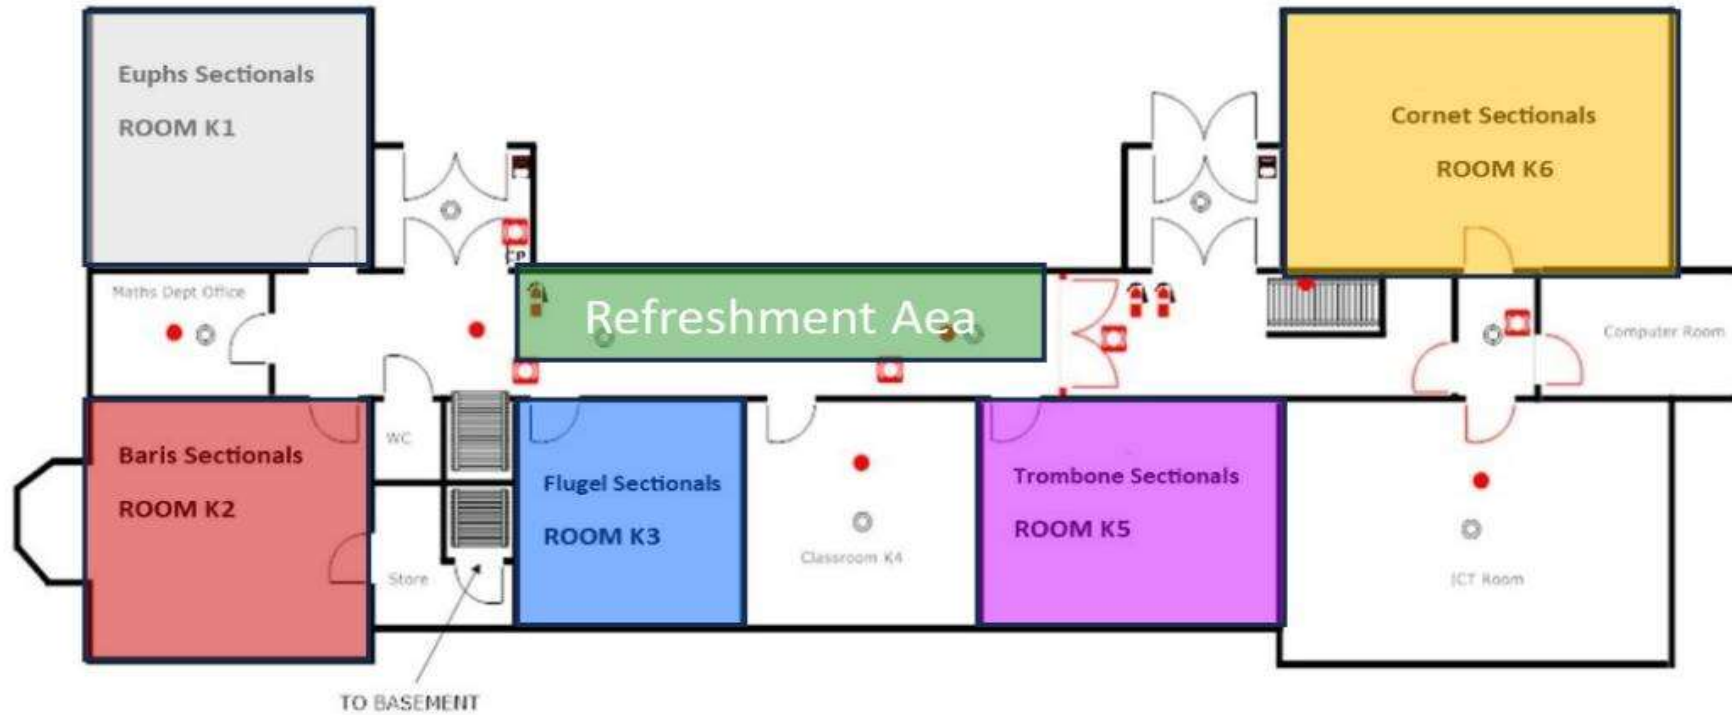 Euphs Sectionals
ROOM K1
Cornet Sectionals
ROOM K6
CP
Maths Dept Office
Refreshment Aea
Computer Room
Baris Sectionals
ROOM K2
WC
Store
Flugel Sectionals
ROOM K3
Classroom K4
Trombone Sectionals
ROOM K5
ICT Room
TO BASEMENT